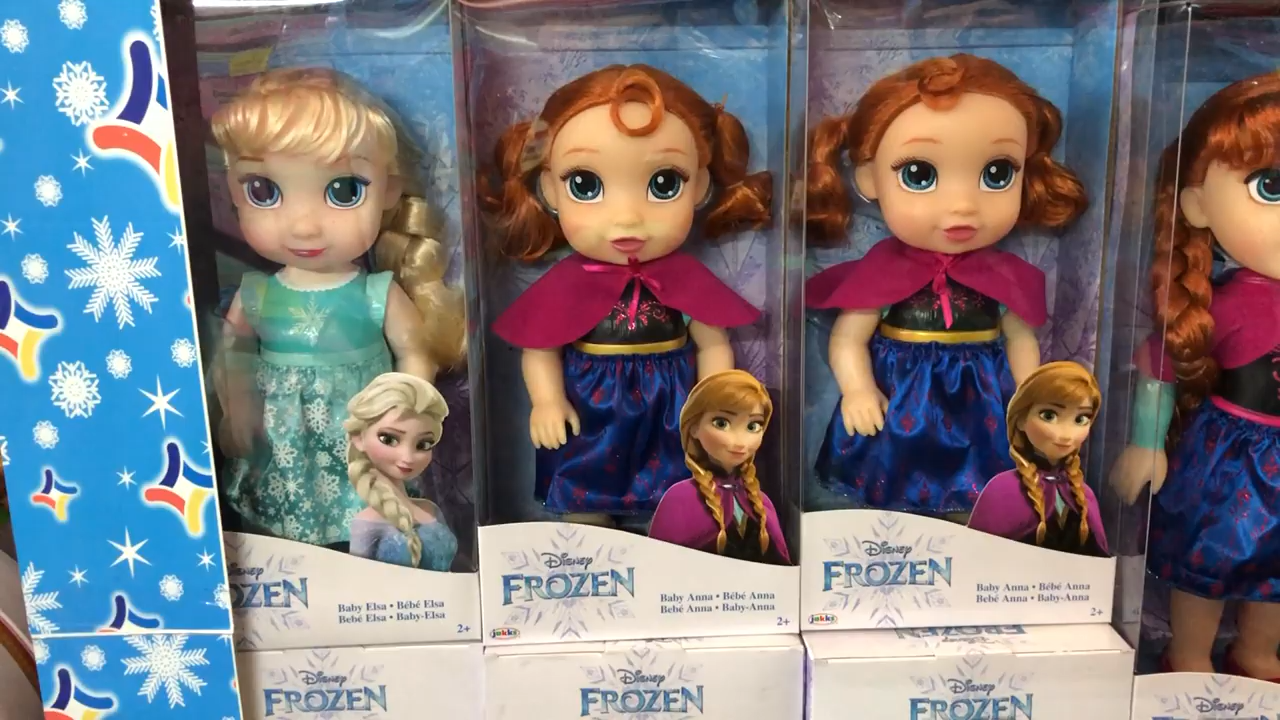 Disney
OZEN
Baby Elsa • Bébé Elsa
Bebé Elsa • Baby-Elsa
2+
Disney
FROZEN
Baby Anna • Bébé Anna
Bebé Anna • Baby-Anna
2+
jakks
Disney
FROZEN
Baby Anna • Bébé Anna
Bebé Anna • Baby-Anna
2+
jakks
Disney
FROZEN
Disney
FROZEN
FROZEN
Disney
FROZEN
Disney
FROZEN